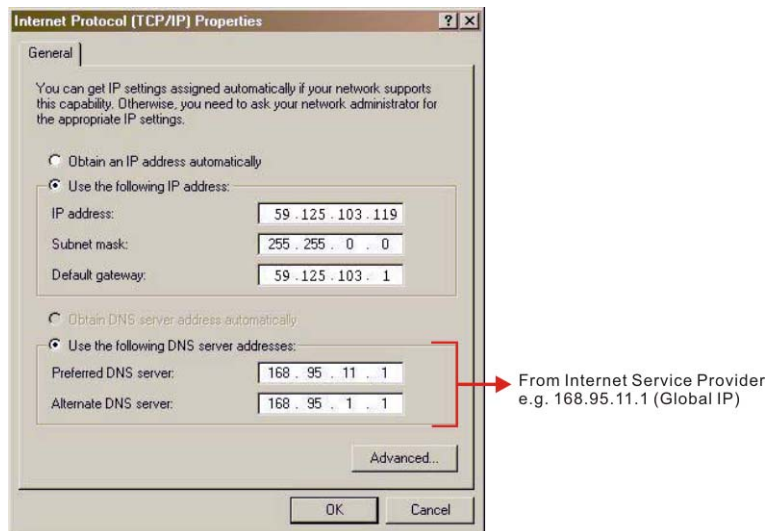 Internet Protocol (TCP/IP) Properties
General
You can get IP settings assigned automatically if your network supports
this capability. Otherwise, you need to ask your network administrator for
the appropriate IP settings.
Obtain an IP address automatically
Use the following IP address:
IP address: 59 . 125 . 103 . 119
Subnet mask: 255 . 255 . 0 . 0
Default gateway: 59 . 125 . 103 . 1
Obtain DNS server address automatically
Use the following DNS server addresses:
Preferred DNS server: 168 . 95 . 11 . 1
Alternate DNS server: 168 . 95 . 1 . 1
From Internet Service Provider
e.g. 168.95.11.1 (Global IP)
Advanced...
OK
Cancel